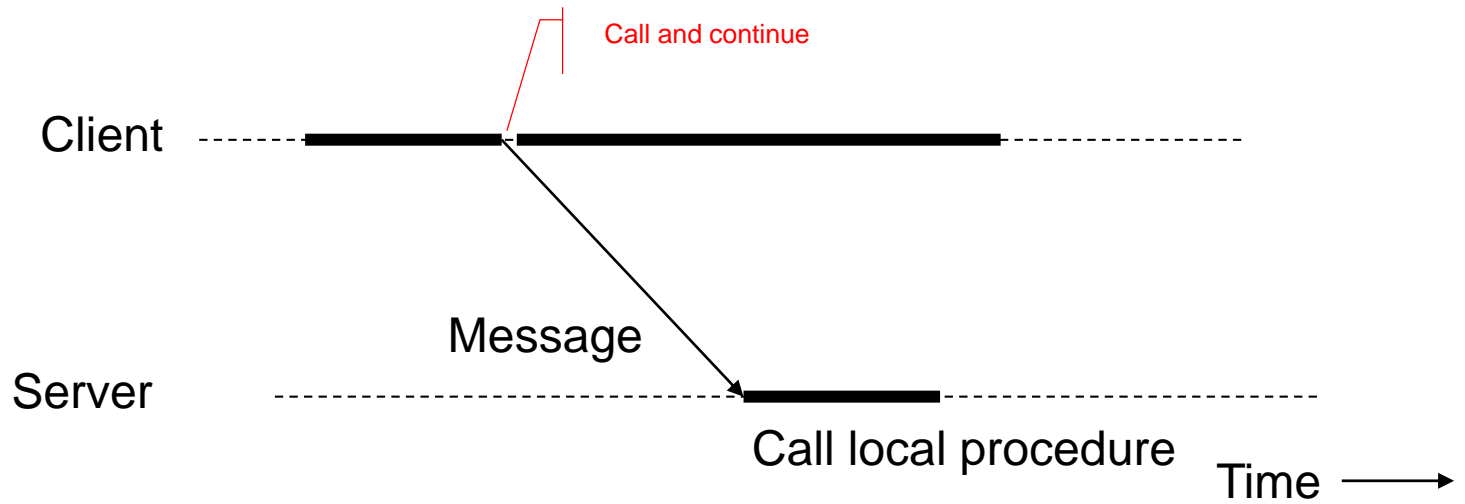 Call and continue
Client
Message
Server
Call local procedure
Time